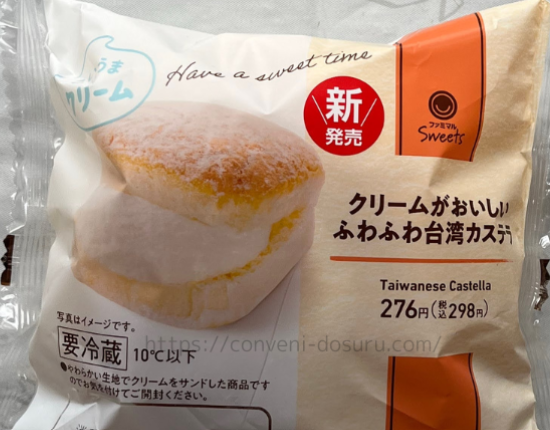 うま
クリーム
Have a sweet time
新
発売
ファミマル
Sweets
クリームがおいしい
ふわふわ台湾カステラ
Taiwanese Castella
276円(税込298円)
写真はイメージです。
要冷蔵 10℃以下
https://conveni-dosuru.com/
●やわらかい生地でクリームをサンドした商品です
のでお気を付けてご開封ください。